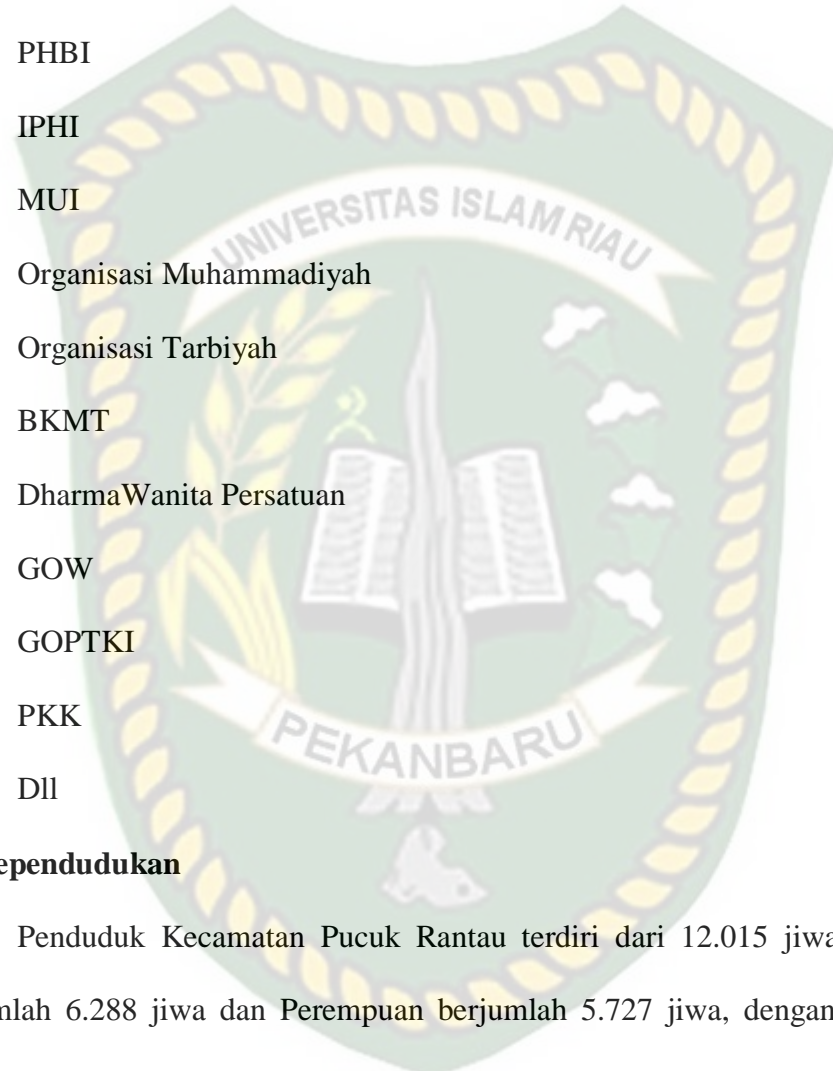 PHBI
IPHI
MUI
UNIVERSITAS ISLAM RIAU
Organisasi Muhammadiyah
Organisasi Tarbiyah
BKMT
DharmaWanita Persatuan
GOW
GOPTKI
PKK
PEKANBARU
Dll
ependudukan
Penduduk Kecamatan Pucuk Rantau terdiri dari 12.015 jiwa
mlah 6.288 jiwa dan Perempuan berjumlah 5.727 jiwa, dengan